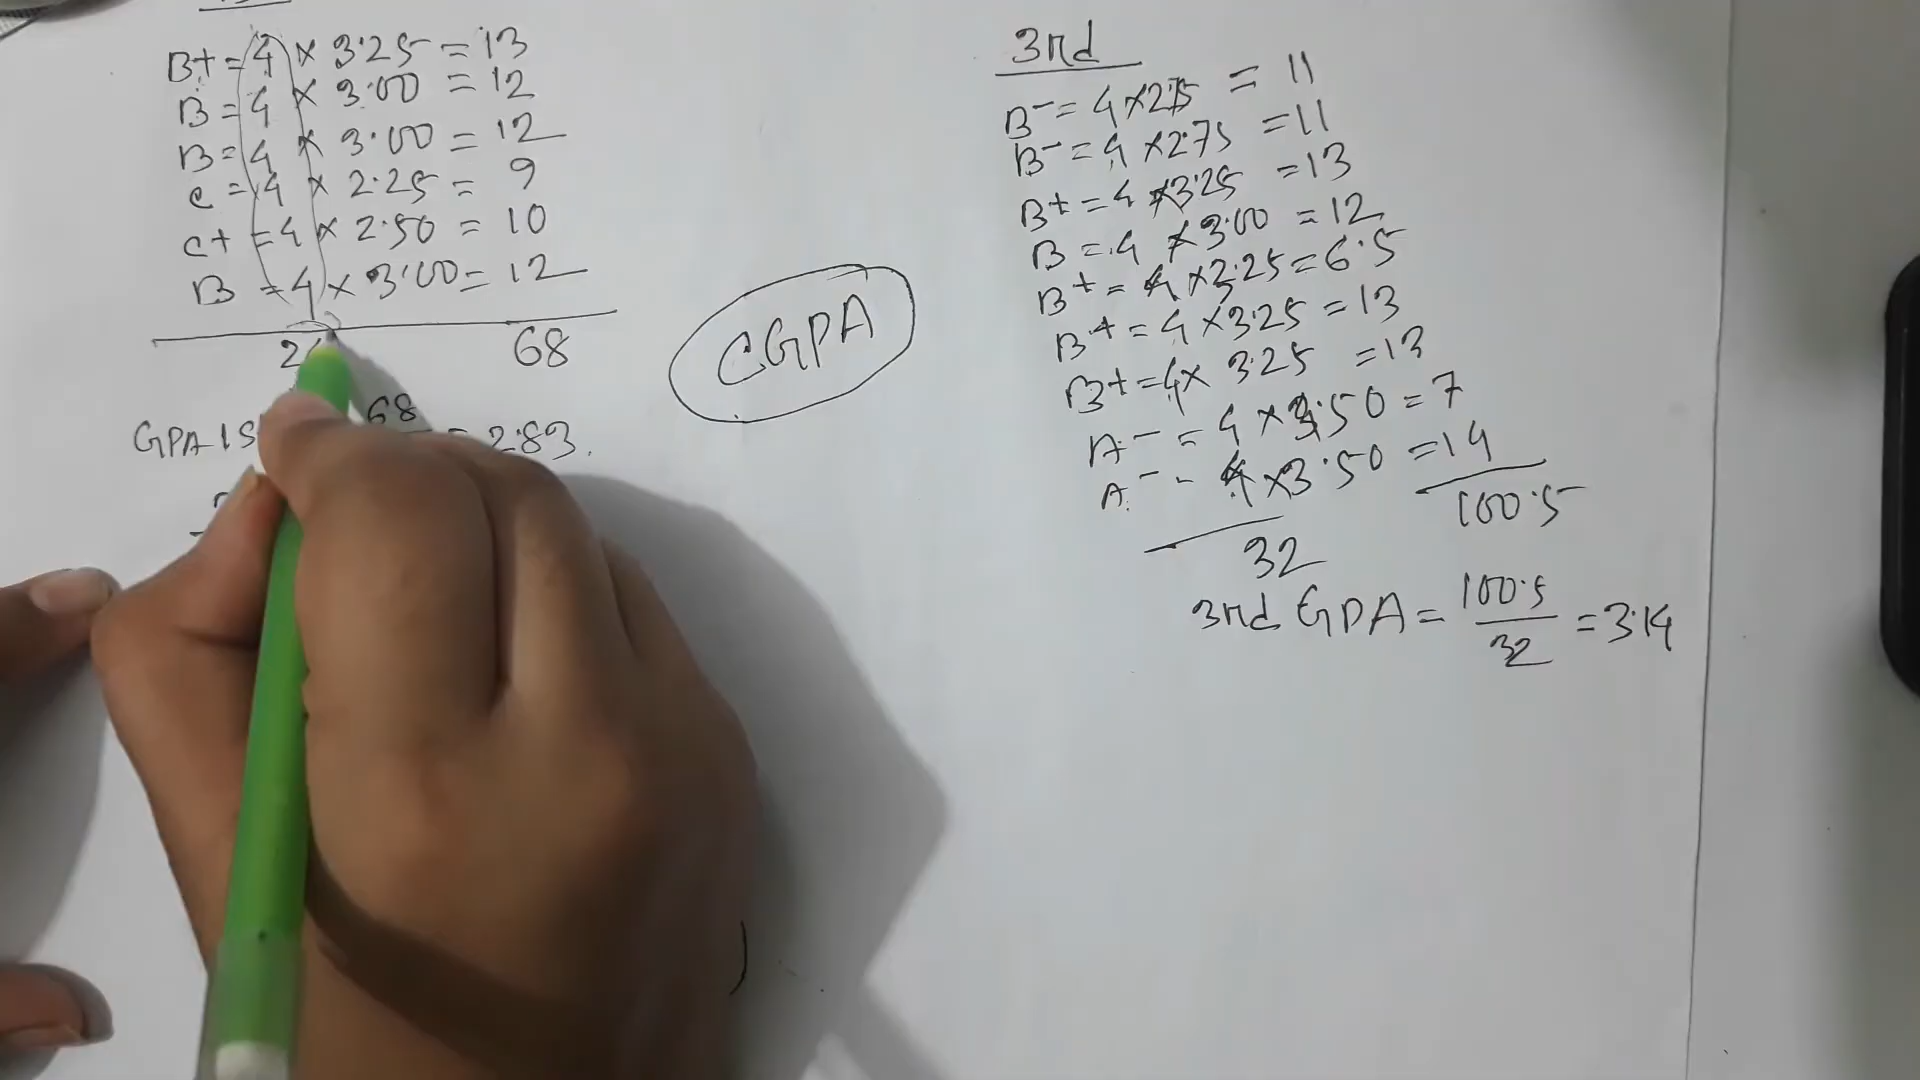 B+ = 4 × 3.25 = 13
B = 4 × 3.00 = 12
B = 4 × 3.00 = 12
C = 4 × 2.25 = 9
C+ = 4 × 2.50 = 10
B = 4 × 3.00 = 12
68
GPA 1s 68 = 2.83.
CGPA
3rd
B- = 4 × 2.75 = 11
B- = 4 × 2.75 = 11
B+ = 4 × 3.25 = 13
B = 4 × 3.00 = 12
B+ = × 3.25 = 6.5
B+ = 4 × 3.25 = 13
B+ = 4 × 3.25 = 13
A- = 4 × 3.50 = 7
A- - 4 × 3.50 = 14
32 100.5
3rd GPA = 100.5 / 32 = 3.14